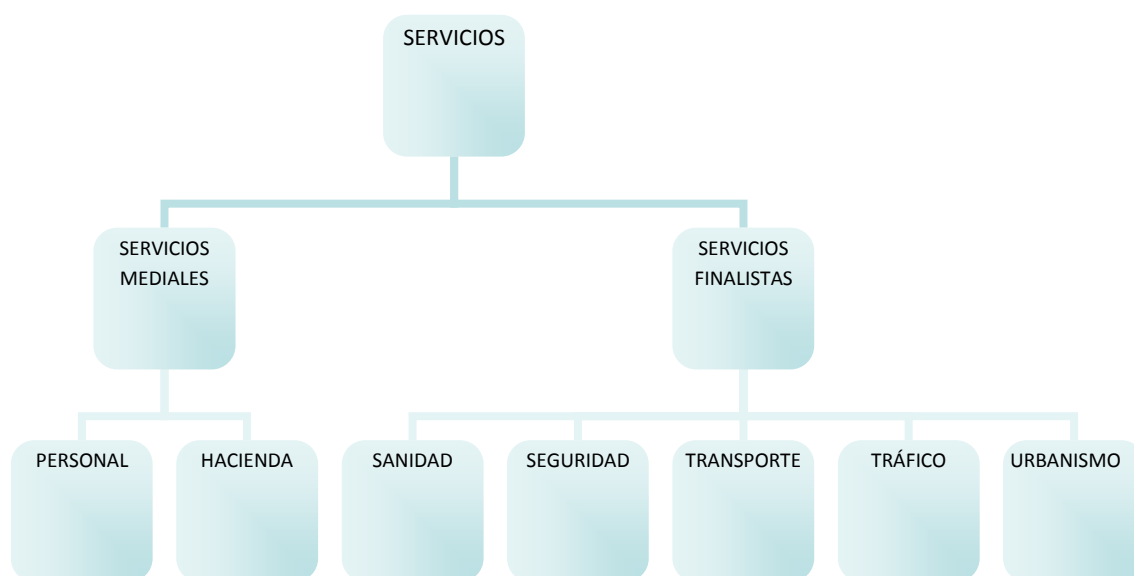 SERVICIOS
SERVICIOS
MEDIALES
SERVICIOS
FINALISTAS
PERSONAL
HACIENDA
SANIDAD
SEGURIDAD
TRANSPORTE
TRÁFICO
URBANISMO